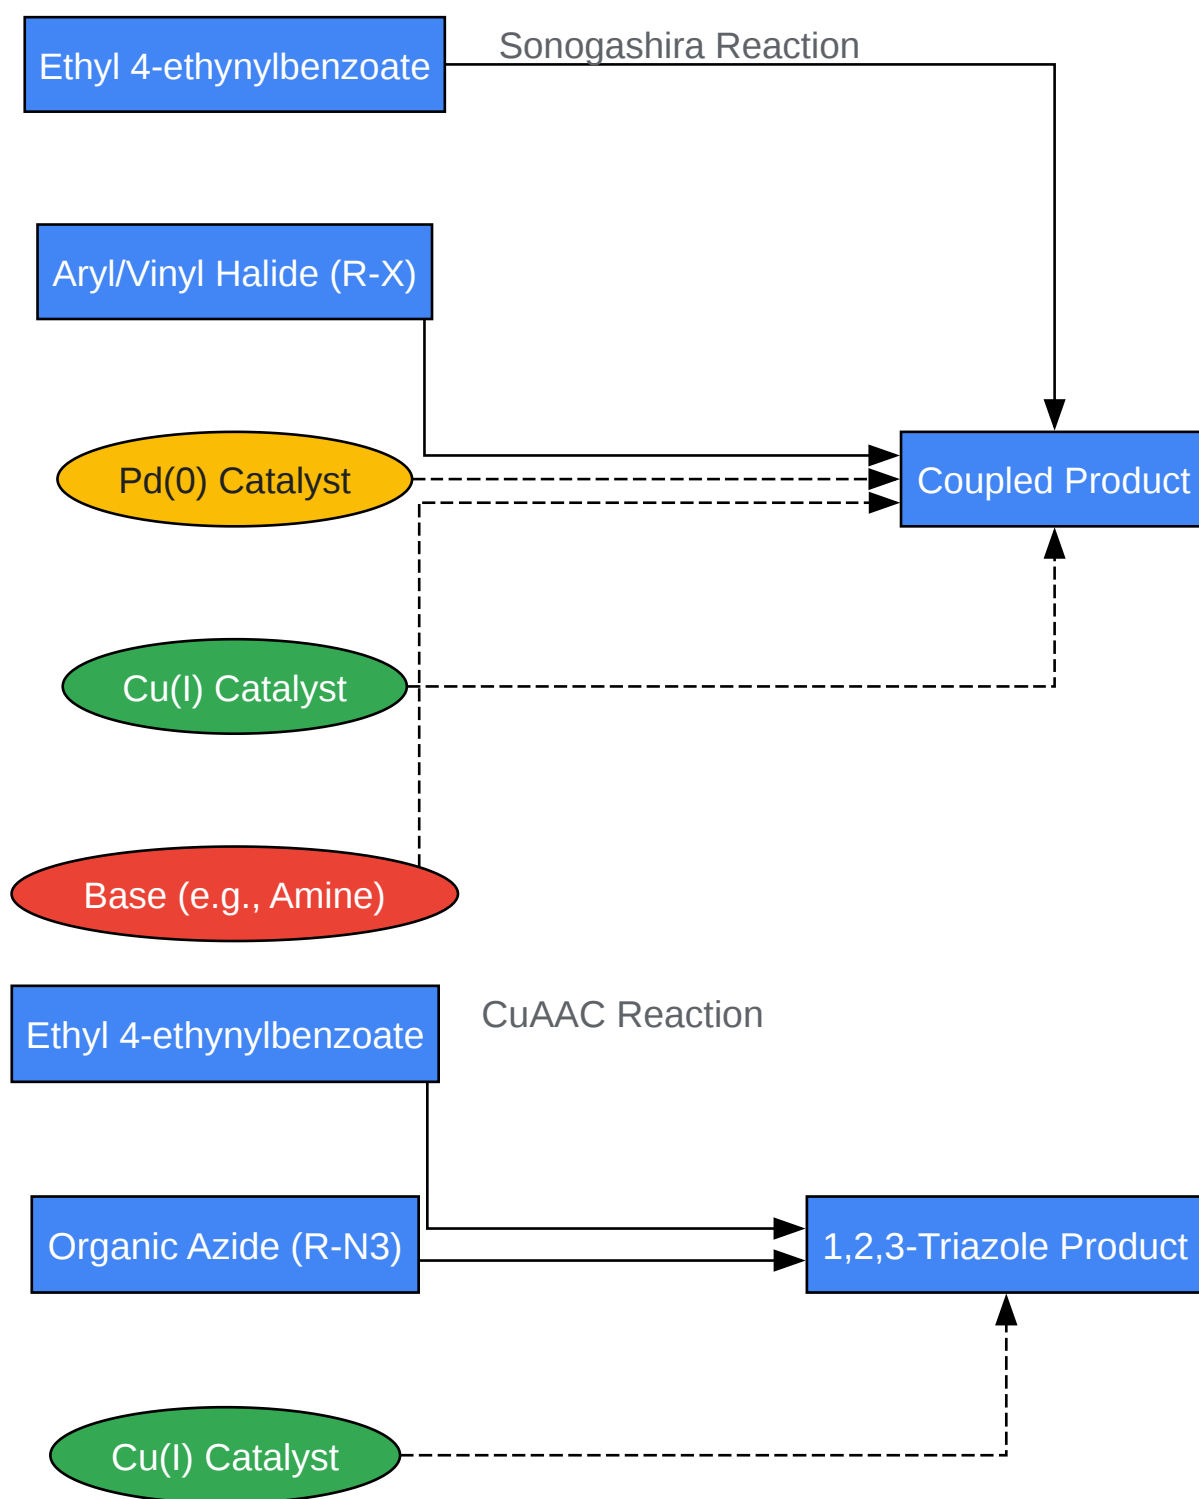 Ethyl 4-ethynylbenzoate
Sonogashira Reaction
Aryl/Vinyl Halide (R-X)
Pd(0) Catalyst
Coupled Product
Cu(I) Catalyst
Base (e.g., Amine)
Ethyl 4-ethynylbenzoate
CuAAC Reaction
Organic Azide (R-N3)
1,2,3-Triazole Product
Cu(I) Catalyst